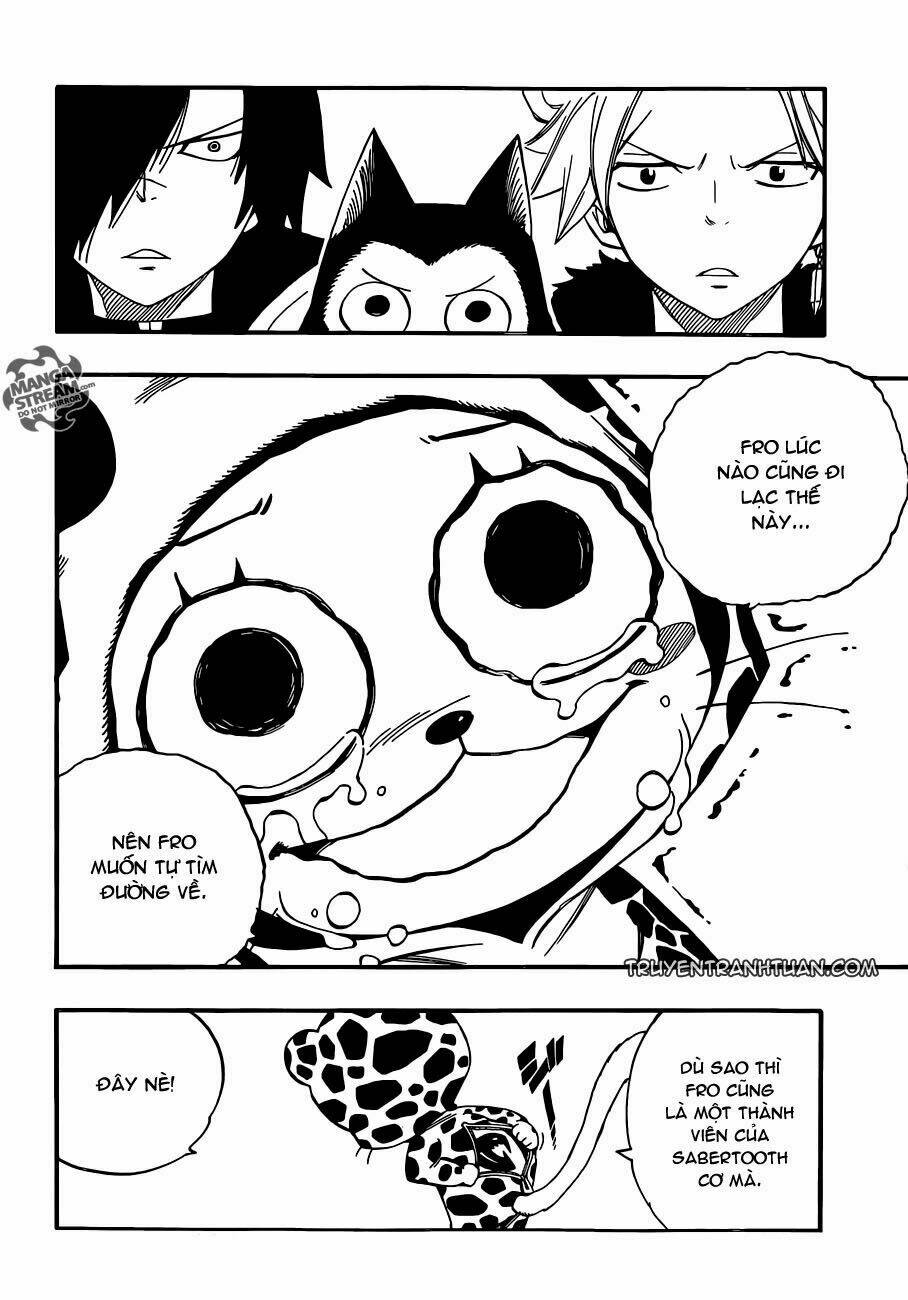 MANGA
STREAM.com
DO NOT MIRROR!
FRO LÚC
NÀO CŨNG ĐI
LẠC THẾ
NÀY...
NÊN FRO
MUỐN TỰ TÌM
ĐƯỜNG VỀ.
TRUYENTRANHTUAN.COM
DÙ SAO THÌ
FRO CŨNG
LÀ MỘT THÀNH
VIÊN CỦA
SABERTOOTH
CƠ MÀ.
ĐÂY NÈ!